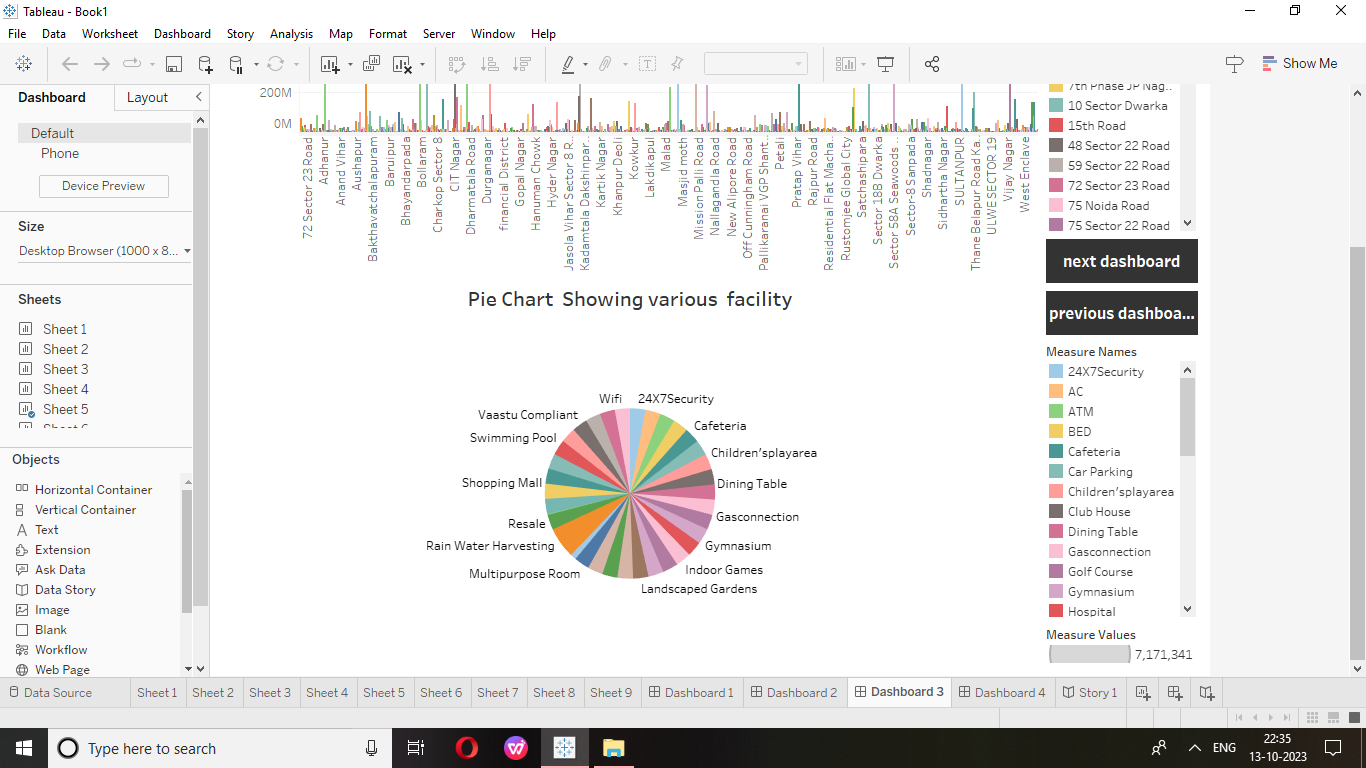 Tableau - Book1
File Data Worksheet Dashboard Story Analysis Map Format Server Window Help
Show Me
Dashboard Layout
Default
Phone
Device Preview
Size
Desktop Browser (1000 x 8...
Sheets
Sheet 1
Sheet 2
Sheet 3
Sheet 4
Sheet 5
Objects
Horizontal Container
Vertical Container
Text
Extension
Ask Data
Data Story
Image
Blank
Workflow
Web Page
200M
0M
72 Sector 23 Road
Adhanur
Anand Vihar
Aushapur
Bakthavatchalapuram
Baruipur
Bhayandarpada
Bollaram
Charkop Sector 8
CIT Nagar
Dharmatala Road
Durganagar
financial District
Gopal Nagar
Hanuman Chowk
Hyder Nagar
Jasola Vihar Sector 8 R..
Kadamtala Dakshinpar..
Kartik Nagar
Khanpur Deoli
Kowkur
Lakdikapul
Malad
Masjid moth
Mission Palli Road
Nallagandla Road
New Alipore Road
Off Cunningham Road
Pallikaranai VGP Shant..
Petali
Pratap Vihar
Rajpur Road
Residential Flat Macha..
Rustomjee Global City
Satchashipara
Sector 18B Dwarka
Sector 58A Seawoods ..
Sector-8 Sanpada
Shadnagar
Sidhartha Nagar
SULTANPUR
Thane Belapur Road Ka..
ULWE SECTOR 19
Vijay Nagar
West Enclave
7th Phase JP Nag..
10 Sector Dwarka
15th Road
48 Sector 22 Road
59 Sector 22 Road
72 Sector 23 Road
75 Noida Road
75 Sector 22 Road
next dashboard
previous dashboa...
Pie Chart Showing various facility
Wifi
24X7Security
Vaastu Compliant
Cafeteria
Swimming Pool
Children'splayarea
Shopping Mall
Dining Table
Resale
Gasconnection
Rain Water Harvesting
Gymnasium
Multipurpose Room
Indoor Games
Landscaped Gardens
Measure Names
24X7Security
AC
ATM
BED
Cafeteria
Car Parking
Children'splayarea
Club House
Dining Table
Gasconnection
Golf Course
Gymnasium
Hospital
Measure Values
7,171,341
Data Source Sheet 1 Sheet 2 Sheet 3 Sheet 4 Sheet 5 Sheet 6 Sheet 7 Sheet 8 Sheet 9 Dashboard 1 Dashboard 2 Dashboard 3 Dashboard 4 Story 1
Type here to search
ENG
22:35
13-10-2023